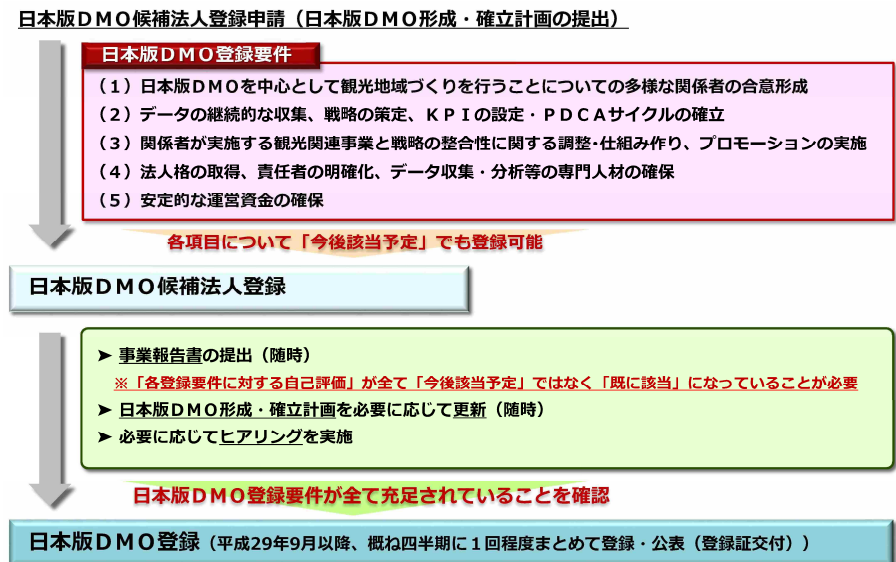 日本版ＤＭＯ候補法人登録申請（日本版ＤＭＯ形成・確立計画の提出）
日本版ＤＭＯ登録要件
（１）日本版ＤＭＯを中心として観光地域づくりを行うことについての多様な関係者の合意形成
（２）データの継続的な収集、戦略の策定、ＫＰＩの設定・ＰＤＣＡサイクルの確立
（３）関係者が実施する観光関連事業と戦略の整合性に関する調整･仕組み作り、プロモーションの実施
（４）法人格の取得、責任者の明確化、データ収集・分析等の専門人材の確保
（５）安定的な運営資金の確保
各項目について「今後該当予定」でも登録可能
日本版ＤＭＯ候補法人登録
➤ 事業報告書の提出（随時）
※「各登録要件に対する自己評価」が全て「今後該当予定」ではなく「既に該当」になっていることが必要
➤ 日本版ＤＭＯ形成・確立計画を必要に応じて更新（随時）
➤ 必要に応じてヒアリングを実施
日本版ＤＭＯ登録要件が全て充足されていることを確認
日本版ＤＭＯ登録（平成29年9月以降、概ね四半期に１回程度まとめて登録・公表（登録証交付））